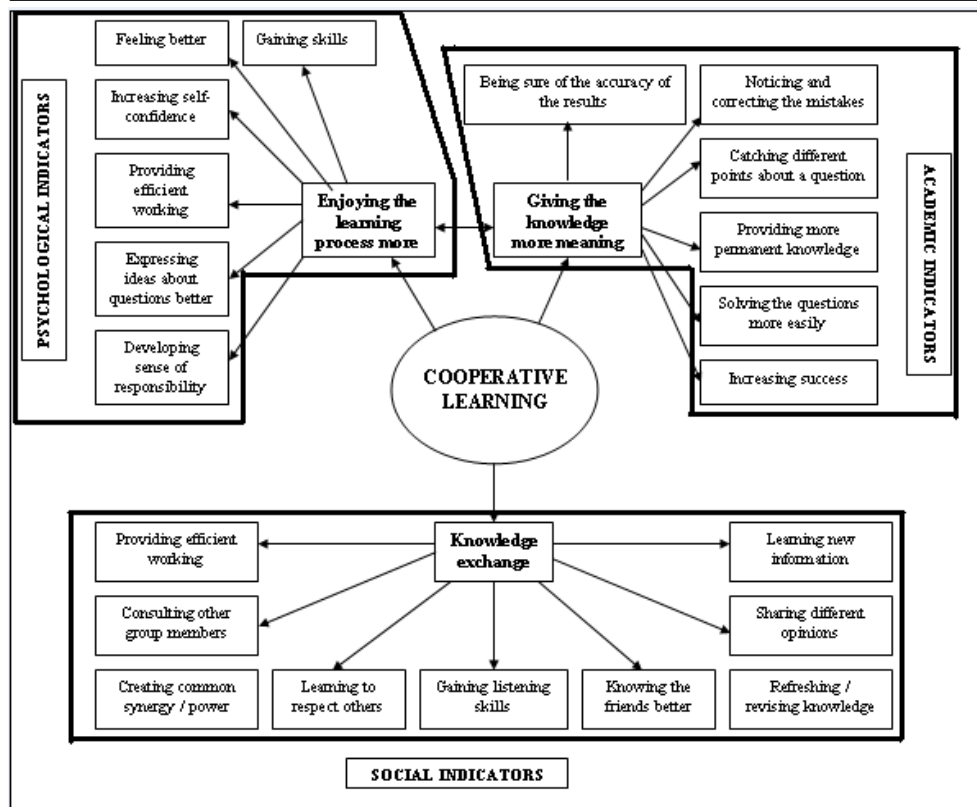 Feeling better
Gaining skills
Increasing self-
confidence
Providing
efficient
working
Expressing
ideas about
questions better
Developing
sense of
responsibility
PSYCHOLOGICAL INDICATORS
Enjoying the
learning
process more
Being sure of the accuracy of
the results
Giving the
knowledge
more meaning
Noticing and
correcting the mistakes
Catching different
points about a question
Providing more
permanent knowledge
Solving the questions
more easily
Increasing success
ACADEMIC INDICATORS
COOPERATIVE
LEARNING
Knowledge
exchange
Providing efficient
working
Consulting other
group members
Creating common
synergy / power
Learning to
respect others
Gaining listening
skills
Knowing the
friends better
Learning new
information
Sharing different
opinions
Refreshing /
revising knowledge
SOCIAL INDICATORS